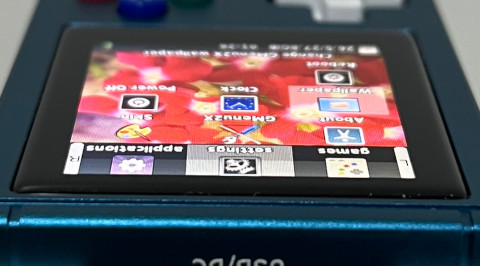 USB/DC
L games settings applications R
About GMenu2X Skin
Wallpaper Clock Power Off
Reboot
Change GMenu2X wallpaper